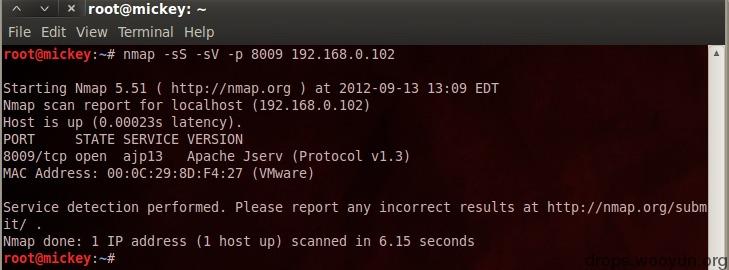 root@mickey: ~
File Edit View Terminal Help
root@mickey:~# nmap -sS -sV -p 8009 192.168.0.102
Starting Nmap 5.51 ( http://nmap.org ) at 2012-09-13 13:09 EDT
Nmap scan report for localhost (192.168.0.102)
Host is up (0.00023s latency).
PORT     STATE SERVICE VERSION
8009/tcp open  ajp13   Apache Jserv (Protocol v1.3)
MAC Address: 00:0C:29:8D:F4:27 (VMware)
Service detection performed. Please report any incorrect results at http://nmap.org/subm
it/ .
Nmap done: 1 IP address (1 host up) scanned in 6.15 seconds
root@mickey:~#
drops.wooyun.org